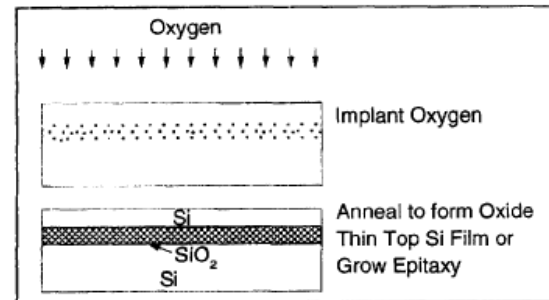 Oxygen
Implant Oxygen
Si
Anneal to form Oxide
Thin Top Si Film or
SiO₂
Grow Epitaxy
Si